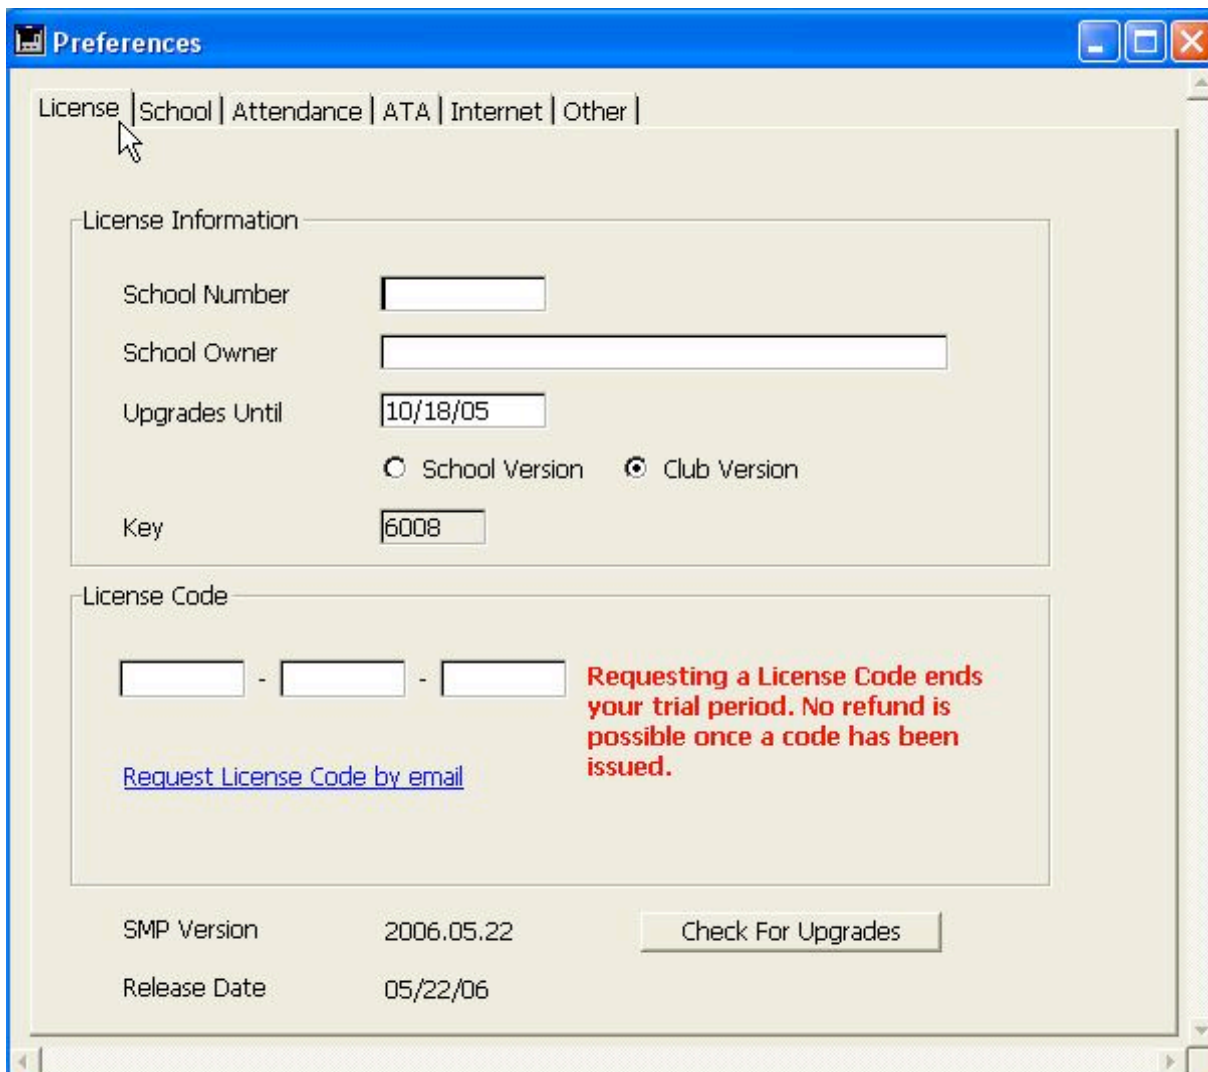 Preferences
License School Attendance ATA Internet Other
License Information
School Number
School Owner
Upgrades Until 10/18/05
School Version Club Version
Key 6008
License Code
- -
Requesting a License Code ends
your trial period. No refund is
possible once a code has been
issued.
Request License Code by email
SMP Version 2006.05.22 Check For Upgrades
Release Date 05/22/06